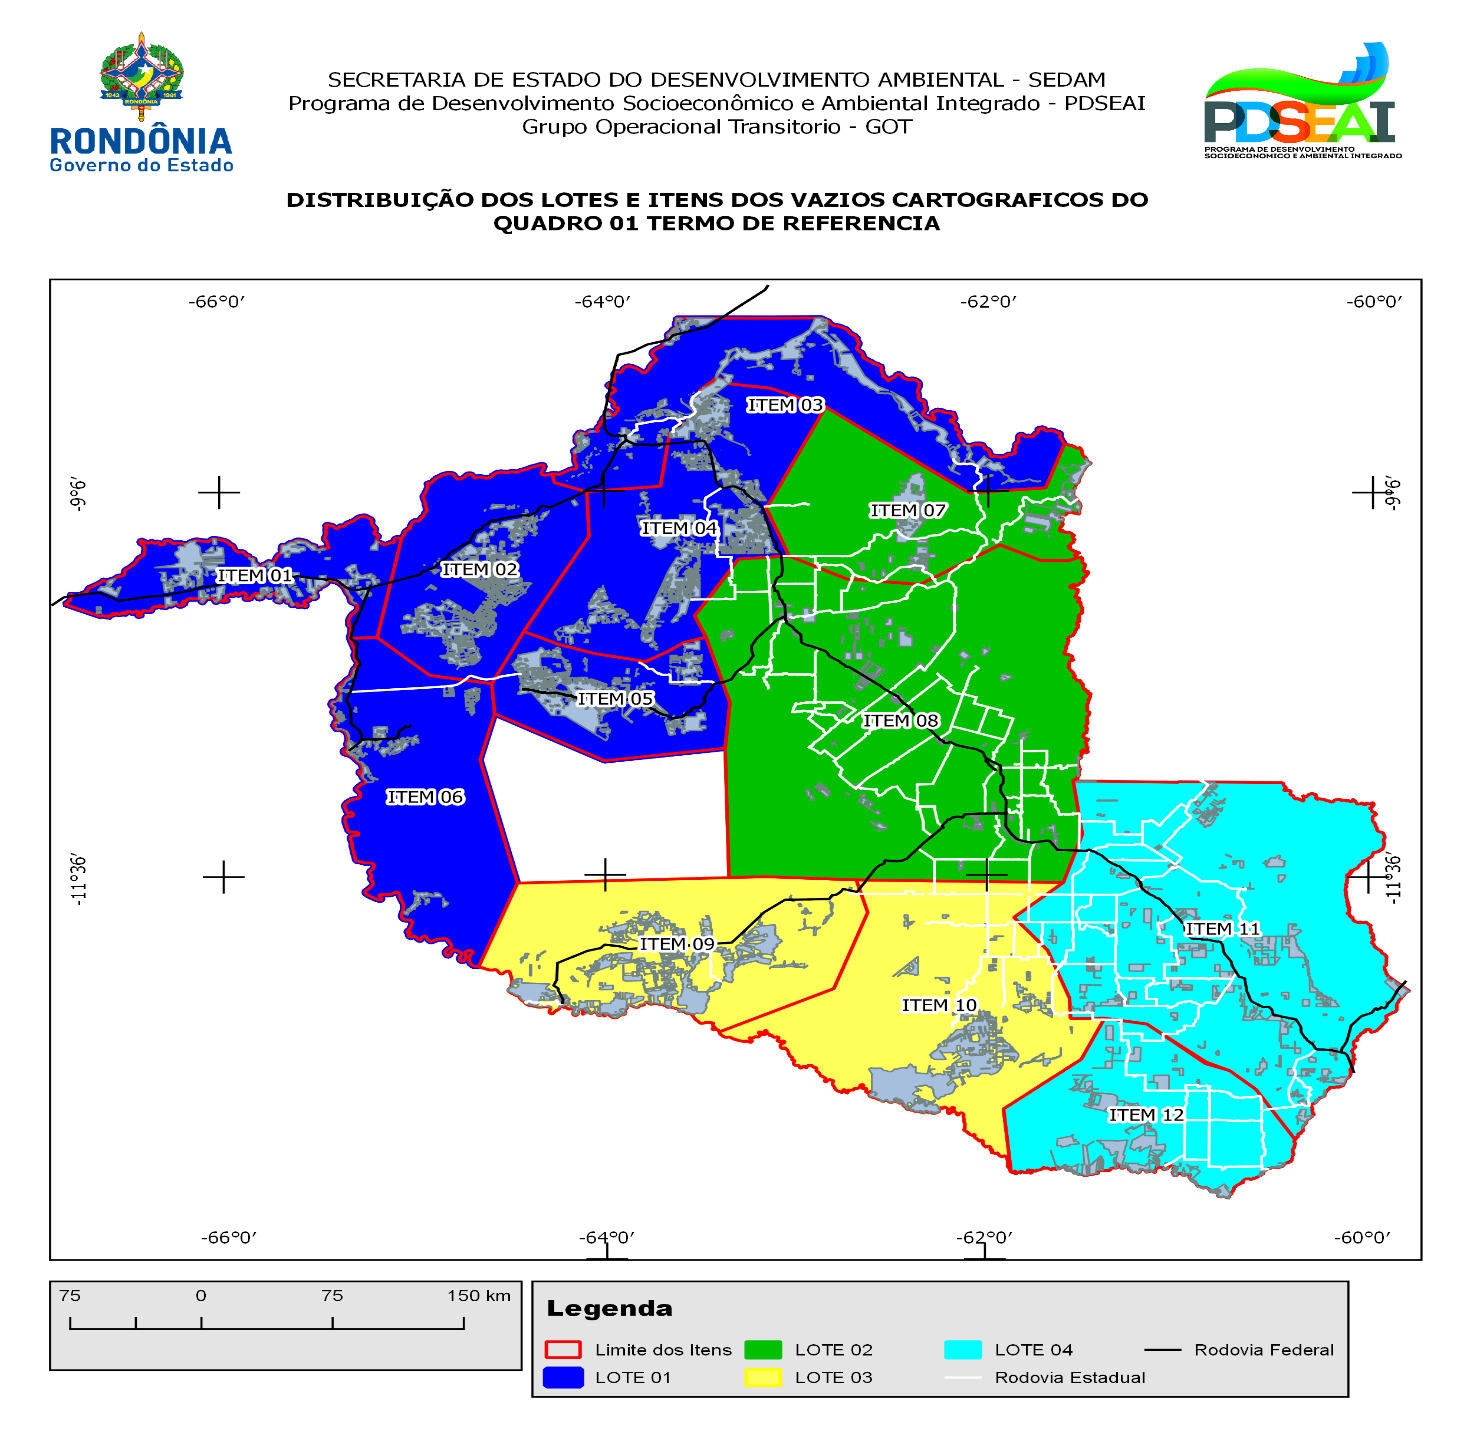 SECRETARIA DE ESTADO DO DESENVOLVIMENTO AMBIENTAL - SEDAM
Programa de Desenvolvimento Socioeconômico e Ambiental Integrado - PDSEAI
Grupo Operacional Transitorio - GOT
RONDÔNIA
Governo do Estado
PDSEAI
PROGRAMA DE DESENVOLVIMENTO
SOCIOECONOMICO E AMBIENTAL INTEGRADO
DISTRIBUIÇÃO DOS LOTES E ITENS DOS VAZIOS CARTOGRAFICOS DO
QUADRO 01 TERMO DE REFERENCIA
-66°0′ -64°0′ -62°0′ -60°0′
ITEM 03
-9°6′ -9°6′
ITEM 07
ITEM 04
ITEM 02
ITEM 01
ITEM 05
ITEM 08
ITEM 06
-11°36′ -11°36′
ITEM 11
ITEM 09
ITEM 10
ITEM 12
-66°0′ -64°0′ -62°0′ -60°0′
75 0 75 150 km
Legenda
Limite dos Itens LOTE 02 LOTE 04 Rodovia Federal
LOTE 01 LOTE 03 Rodovia Estadual